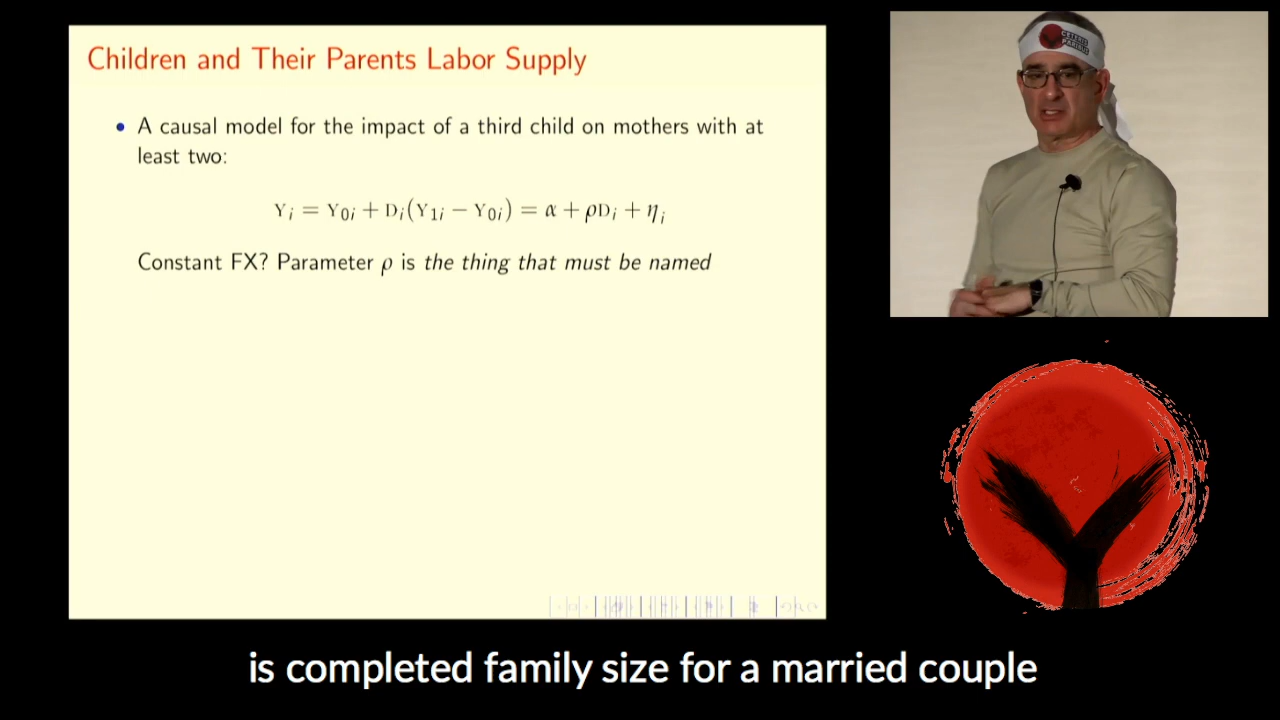 Children and Their Parents Labor Supply
• A causal model for the impact of a third child on mothers with at
least two:
Yᵢ = Y₀ᵢ + Dᵢ(Y₁ᵢ − Y₀ᵢ) = α + ρDᵢ + ηᵢ
Constant FX? Parameter ρ is the thing that must be named
is completed family size for a married couple